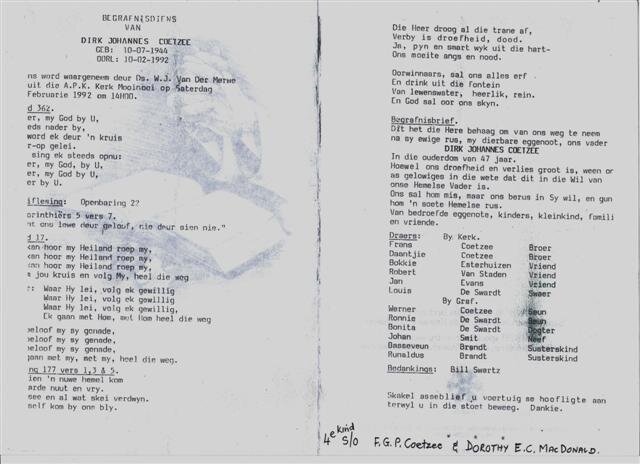 BEGRAFNISDIENS
VAN
DIRK JOHANNES COETZEE
GEB: 10-07-1944
OORL: 10-02-1992
ns word waargeneem deur Ds. W.J. Van Der Merwe
uit die A.P.K. Kerk Mooinooi op Saterdag
Februarie 1992 om 14H00.
d 362.
er, my God by U,
eds nader by,
word ek deur 'n kruis
r-op gelei.
sing ek steeds opnu:
er, my God, by U,
er, my God, by U,
er by U.
iflesing: Openbaring 2?
orinthiërs 5 vers 7.
nt ons lewe deur geloof, nie deur sien nie."
d 17.
kan hoor my Heiland roep my,
kan hoor my Heiland roep my,
kan hoor my Heiland roep my,
m jou kruis en volg My, heel die weg
r: Waar Hy lei, volg ek gewillig
Waar Hy lei, volg ek gewillig
Waar Hy lei, volg ek gewillig
Ek gaan met Hom, met Hom heel die weg
beloof my sy genade,
beloof my sy genade,
beloof my sy genade,
gaan met my, met my, heel die weg.
ng 177 vers 1,3 & 5.
ien 'n nuwe hemel kom
arde nuut en vry.
see en al wat skei verdwyn.
self kom by ons bly.
Die Heer droog al die trane af,
Verby is droefheid, dood.
Ja, pyn en smart wyk uit die hart-
Ons moeite angs en nood.
Oorwinnaars, sal ons alles erf
En drink uit die fontein
Van lewenswater, heerlik, rein.
En God sal oor ons skyn.
Begrafnisbrief.
Dit het die Here behaag om van ons weg te neem
na sy ewige rus, my dierbare eggenoot, ons vader
DIRK JOHANNES COETZEE
In die ouderdom van 47 jaar.
Hoewel ons droefheid en verlies groot is, ween or
as gelowiges in die wete dat dit in die Wil van
onse Hemelse Vader is.
Ons sal hom mis, maar ons berus in Sy wil, en gun
hom 'n soete Hemelse rus.
Van bedroefde eggenote, kinders, kleinkind, famili
en vriende.
Draers: By Kerk.
Frans Coetzee Broer
Daantjie Coetzee Broer
Bokkie Esterhuizen Vriend
Robert Van Staden Vriend
Jan Evans Vriend
Louis De Swardt Swaer
By Graf.
Werner Coetzee Seun
Ronnie De Swardt Seun
Bonita De Swardt Dogter
Johan Smit Neef
Basseveun Brandt Susterskind
Runaldus Brandt Susterskind
Bedankings: Bill Swartz
Skakel asseblief u voertuig se hoofligte aan
terwyl u in die stoet beweeg. Dankie.
4e kind
S/O F.G.P. Coetzee & DOROTHY E.C. MACDONALD.